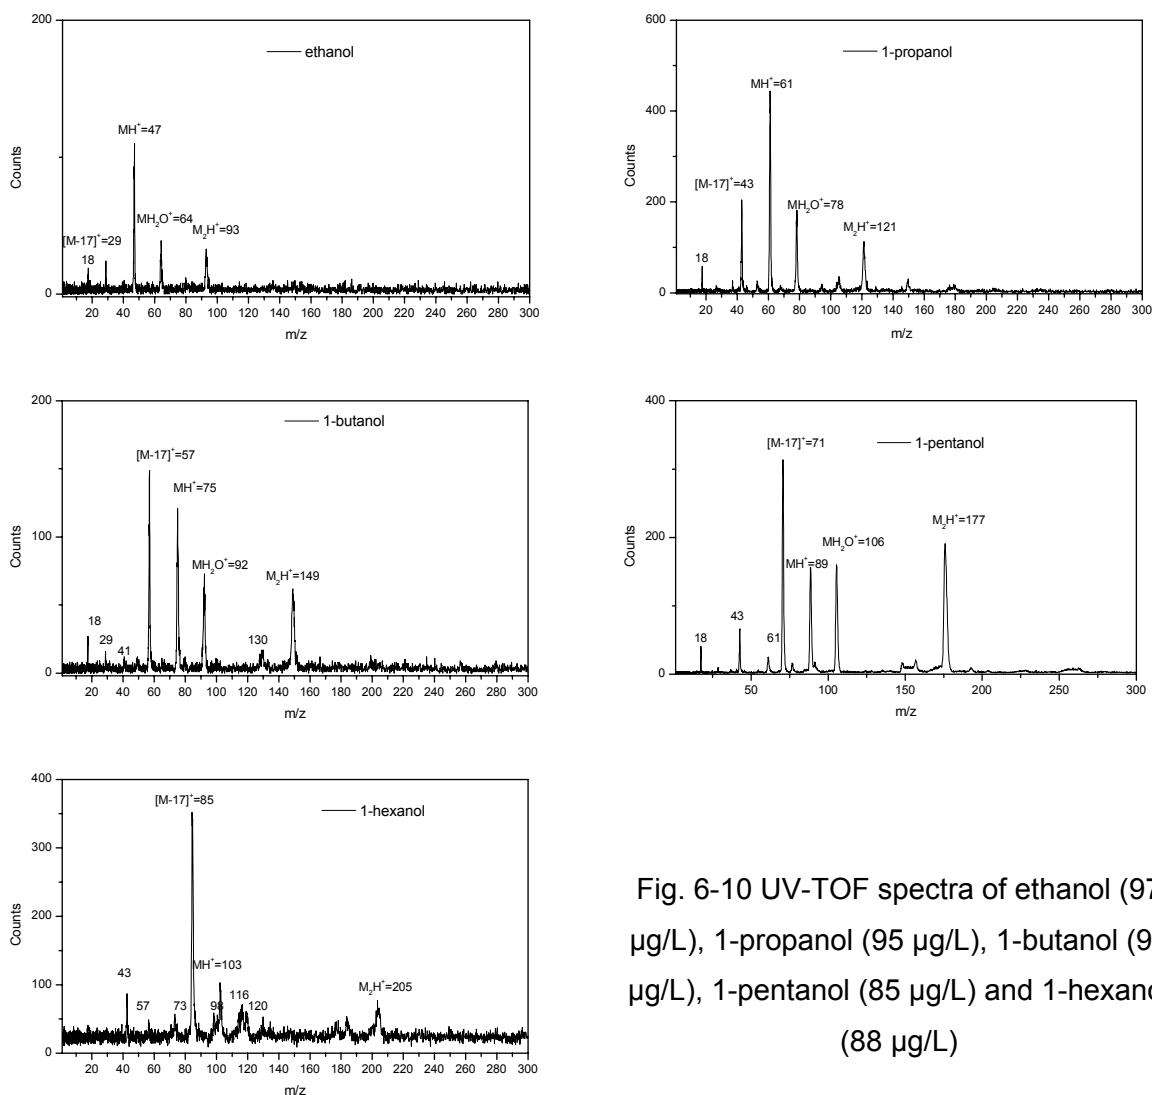 200
ethanol
MH⁺=47
Counts
100
MH₂O⁺=64
M₂H⁺=93
[M-17]⁺=29
18
0
20 40 60 80 100 120 140 160 180 200 220 240 260 280 300
m/z
600
1-propanol
MH⁺=61
400
Counts
[M-17]⁺=43
200
MH₂O⁺=78
M₂H⁺=121
18
0
20 40 60 80 100 120 140 160 180 200 220 240 260 280 300
m/z
200
1-butanol
[M-17]⁺=57
MH⁺=75
Counts
100
MH₂O⁺=92
M₂H⁺=149
18
29
41
130
0
20 40 60 80 100 120 140 160 180 200 220 240 260 280 300
m/z
400
[M-17]⁺=71
1-pentanol
M₂H⁺=177
Counts
200
MH₂O⁺=106
MH⁺=89
43
18
61
0
50 100 150 200 250 300
m/z
400
[M-17]⁺=85
1-hexanol
300
Counts
200
MH⁺=103
43
M₂H⁺=205
100
57
73
98
116
120
0
20 40 60 80 100 120 140 160 180 200 220 240 260 280 300
m/z
Fig. 6-10 UV-TOF spectra of ethanol (97
µg/L), 1-propanol (95 µg/L), 1-butanol (9
µg/L), 1-pentanol (85 µg/L) and 1-hexano
(88 µg/L)